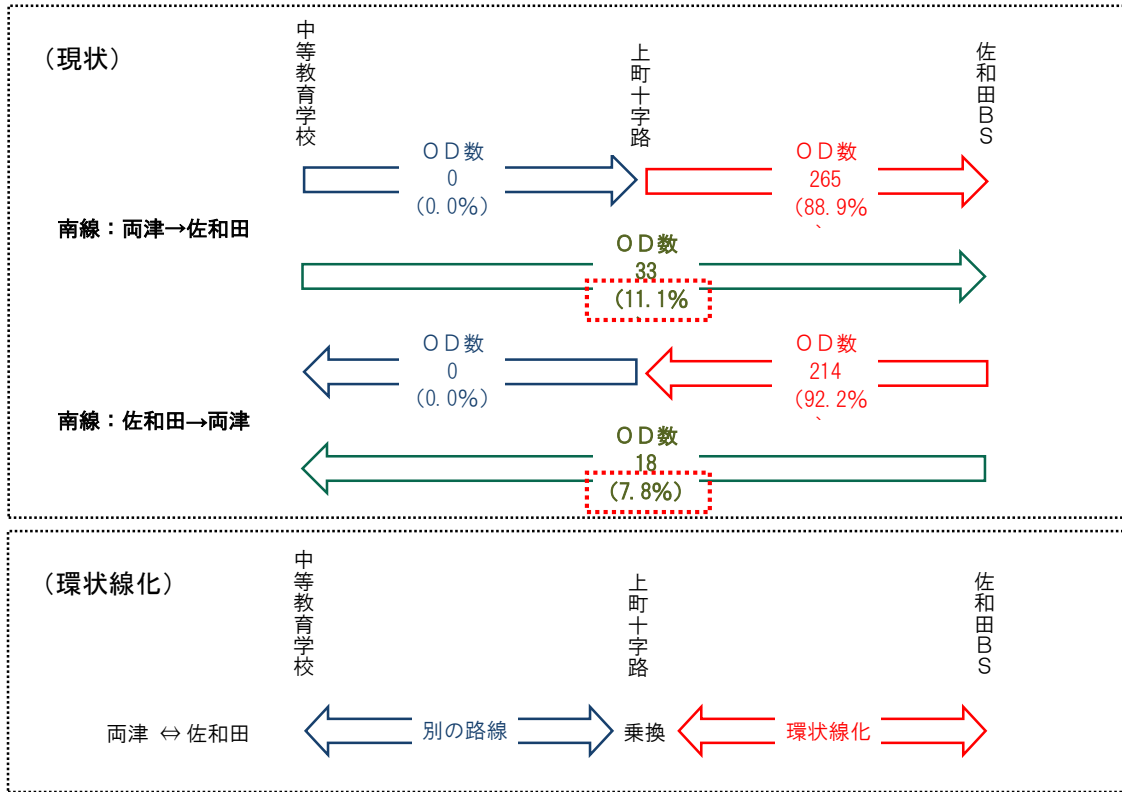 （現状）
中等教育学校
上町十字路
佐和田ＢＳ
ＯＤ数
0
(0.0%)
ＯＤ数
265
(88.9%
南線：両津→佐和田
ＯＤ数
33
(11.1%
ＯＤ数
0
(0.0%)
ＯＤ数
214
(92.2%
南線：佐和田→両津
ＯＤ数
18
(7.8%)
（環状線化）
中等教育学校
上町十字路
佐和田ＢＳ
両津 ⇔ 佐和田
別の路線
乗換
環状線化